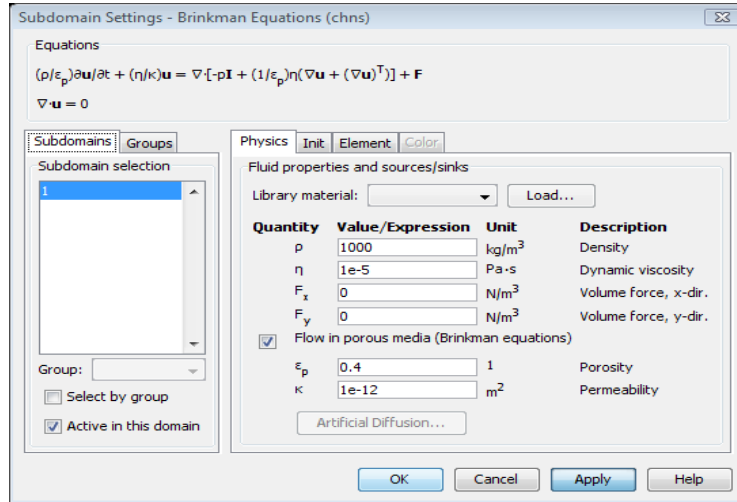 Subdomain Settings - Brinkman Equations (chns)
Equations
(ρ/εp)∂u/∂t + (η/κ)u = ∇·[-pI + (1/εp)η(∇u + (∇u)ᵀ)] + F
∇·u = 0
Subdomains Groups
Subdomain selection
1
Group:
Select by group
Active in this domain
Physics Init Element Color
Fluid properties and sources/sinks
Library material: Load...
Quantity Value/Expression Unit Description
ρ 1000 kg/m³ Density
η 1e-5 Pa·s Dynamic viscosity
Fx 0 N/m³ Volume force, x-dir.
Fy 0 N/m³ Volume force, y-dir.
Flow in porous media (Brinkman equations)
εp 0.4 1 Porosity
κ 1e-12 m² Permeability
Artificial Diffusion...
OK Cancel Apply Help